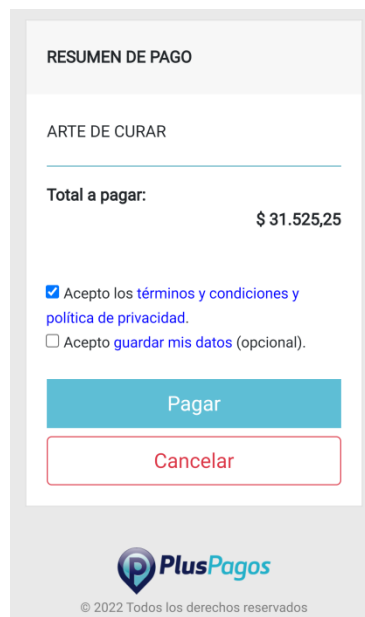 RESUMEN DE PAGO
ARTE DE CURAR
Total a pagar:
$ 31.525,25
Acepto los términos y condiciones y
política de privacidad.
Acepto guardar mis datos (opcional).
Pagar
Cancelar
PlusPagos
© 2022 Todos los derechos reservados